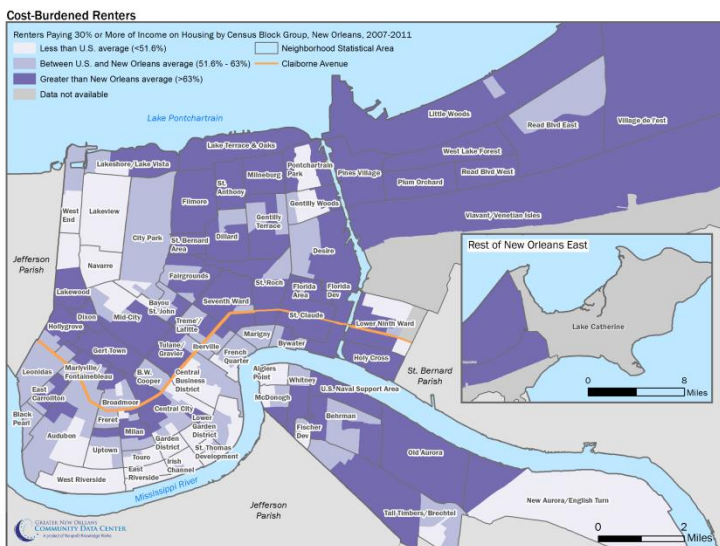 Cost-Burdened Renters
Renters Paying 30% or More of Income on Housing by Census Block Group, New Orleans, 2007-2011
Less than U.S. average (<51.6%)
Between U.S. and New Orleans average (51.6% - 63%)
Greater than New Orleans average (>63%)
Data not available
Neighborhood Statistical Area
Claiborne Avenue
Lake Pontchartrain
Little Woods
Village de l'est
Read Blvd East
Lake Terrace & Oaks
West Lake Forest
Lakeshore/Lake Vista
Milneburg
Pontchartrain
Park
Pines Village
Read Blvd West
Plum Orchard
St.
Anthony
Filmore
Gentilly Woods
West
End
Lakeview
Gentilly
Terrace
Viavant/Venetian Isles
City Park
Dillard
St. Bernard
Area
Desire
Rest of New Orleans East
Jefferson
Parish
Navarre
Fairgrounds
St. Roch
Florida
Area
Florida
Dev
Lakewood
Bayou
St. John
Seventh Ward
Lake Catherine
Dixon
Mid-City
St. Claude
Hollygrove
Treme'/
Lafitte
Lower Ninth Ward
Tulane/
Gravier
Iberville
Marigny
Bywater
Gert Town
French
Quarter
Holy Cross
St. Bernard
Parish
Leonidas
Marlyville/
Fontainebleau
B.W.
Cooper
Central
Business
District
Algiers
Point
Whitney
U.S. Naval Support Area
0 8
Miles
East
Carrollton
Broadmoor
McDonogh
Black
Pearl
Freret
Central City
Lower
Garden
District
Behrman
Milan
Fischer
Dev
Audubon
Garden
District
St. Thomas
Development
Uptown
Old Aurora
Touro
Irish
Channel
East
Riverside
West Riverside
Mississippi River
New Aurora/English Turn
Jefferson
Parish
Tall Timbers/Brechtel
GREATER NEW ORLEANS
COMMUNITY DATA CENTER
A product of Nonprofit Knowledge Works
0 2
Miles